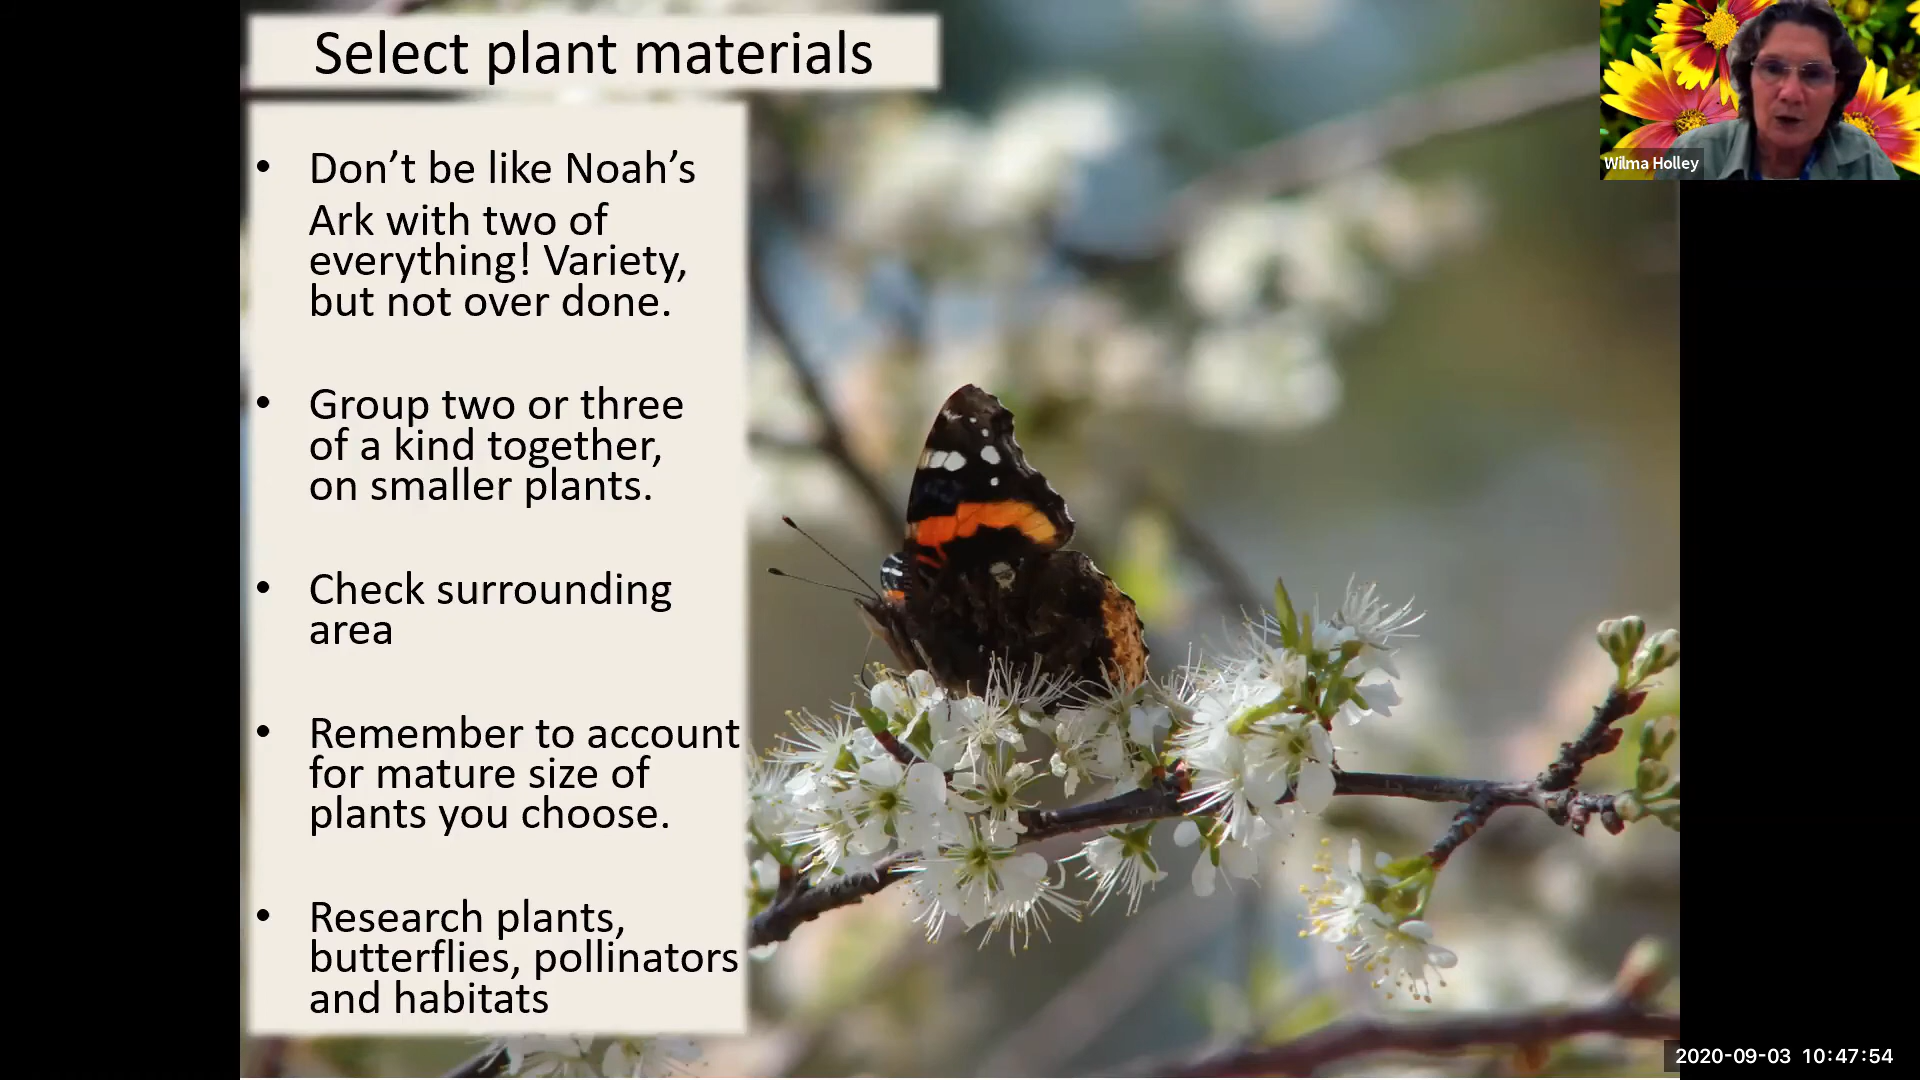 Select plant materials
• Don’t be like Noah’s
Ark with two of
everything! Variety,
but not over done.
• Group two or three
of a kind together,
on smaller plants.
• Check surrounding
area
• Remember to account
for mature size of
plants you choose.
• Research plants,
butterflies, pollinators
and habitats
Wilma Holley
2020-09-03 10:47:54